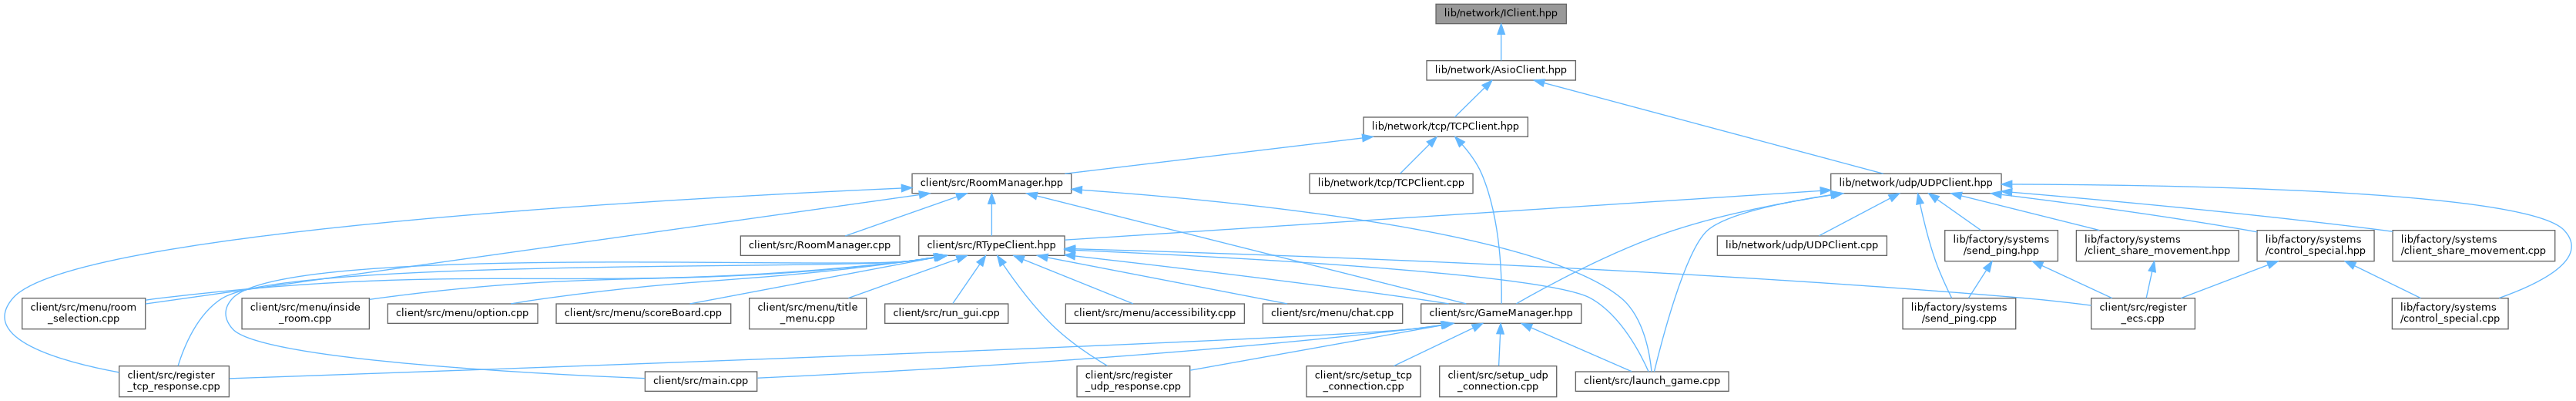 lib/network/IClient.hpp
lib/network/AsioClient.hpp
lib/network/tcp/TCPClient.hpp
client/src/RoomManager.hpp
lib/network/tcp/TCPClient.cpp
lib/network/udp/UDPClient.hpp
client/src/RoomManager.cpp
client/src/RTypeClient.hpp
lib/network/udp/UDPClient.cpp
lib/factory/systems
/send_ping.hpp
lib/factory/systems
/client_share_movement.hpp
lib/factory/systems
/control_special.hpp
lib/factory/systems
/client_share_movement.cpp
client/src/menu/room
_selection.cpp
client/src/menu/inside
_room.cpp
client/src/menu/option.cpp
client/src/menu/scoreBoard.cpp
client/src/menu/title
_menu.cpp
client/src/run_gui.cpp
client/src/menu/accessibility.cpp
client/src/menu/chat.cpp
client/src/GameManager.hpp
lib/factory/systems
/send_ping.cpp
client/src/register
_ecs.cpp
lib/factory/systems
/control_special.cpp
client/src/register
_tcp_response.cpp
client/src/main.cpp
client/src/register
_udp_response.cpp
client/src/setup_tcp
_connection.cpp
client/src/setup_udp
_connection.cpp
client/src/launch_game.cpp